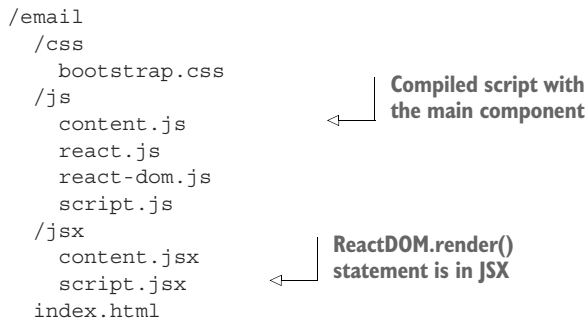 /email
/css
bootstrap.css
/js
content.js
react.js
react-dom.js
script.js
/jsx
content.jsx
script.jsx
index.html
Compiled script with
the main component
ReactDOM.render()
statement is in JSX